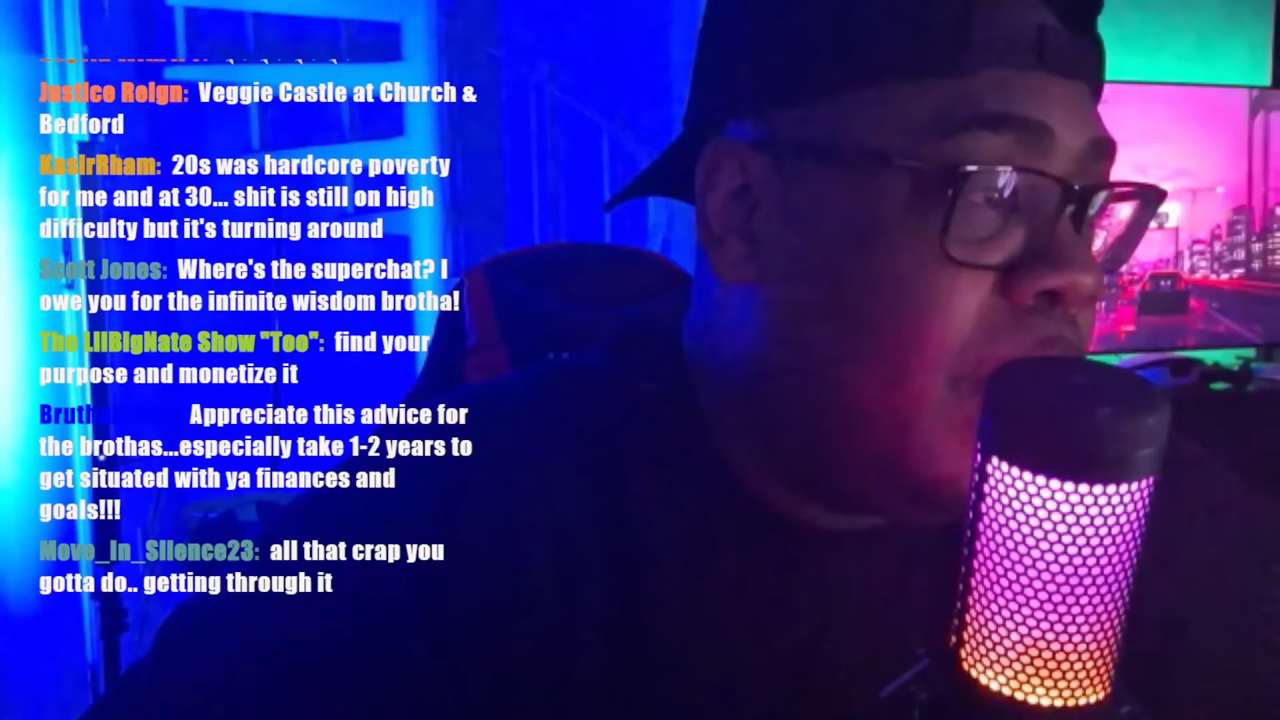 Justice Reign: Veggie Castle at Church &
Bedford
KasirRham: 20s was hardcore poverty
for me and at 30... shit is still on high
difficulty but it's turning around
Scott Jones: Where's the superchat? I
owe you for the infinite wisdom brotha!
The LilBigNate Show "Too": find your
purpose and monetize it
Appreciate this advice for
the brothas...especially take 1-2 years to
get situated with ya finances and
goals!!!
Move_In_Silence23: all that crap you
gotta do.. getting through it